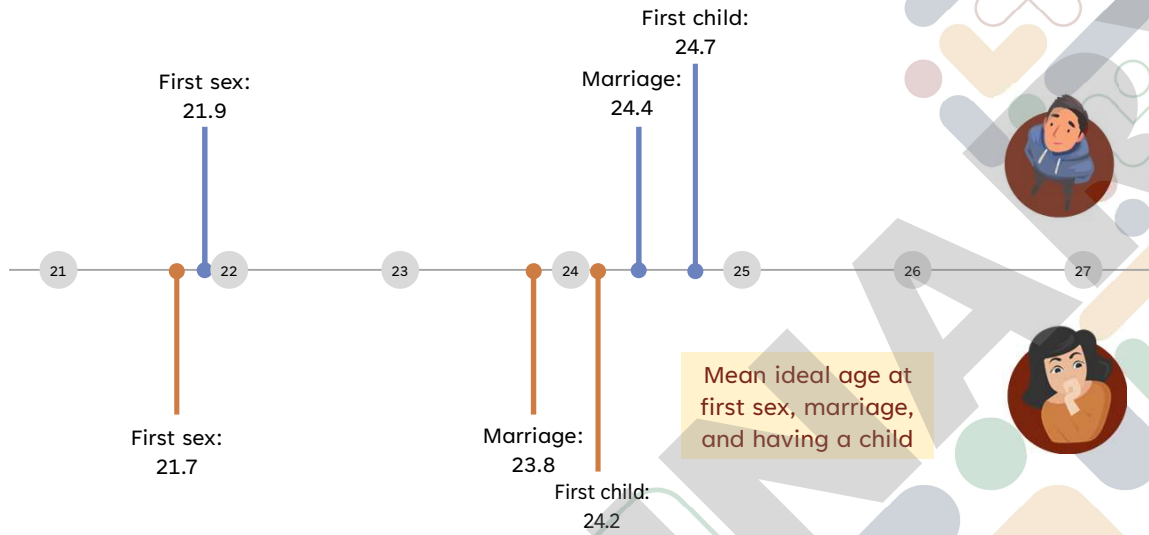 First child:
24.7
Marriage:
24.4
First sex:
21.9
21
22
23
24
25
26
27
First sex:
21.7
Marriage:
23.8
First child:
24.2
Mean ideal age at
first sex, marriage,
and having a child